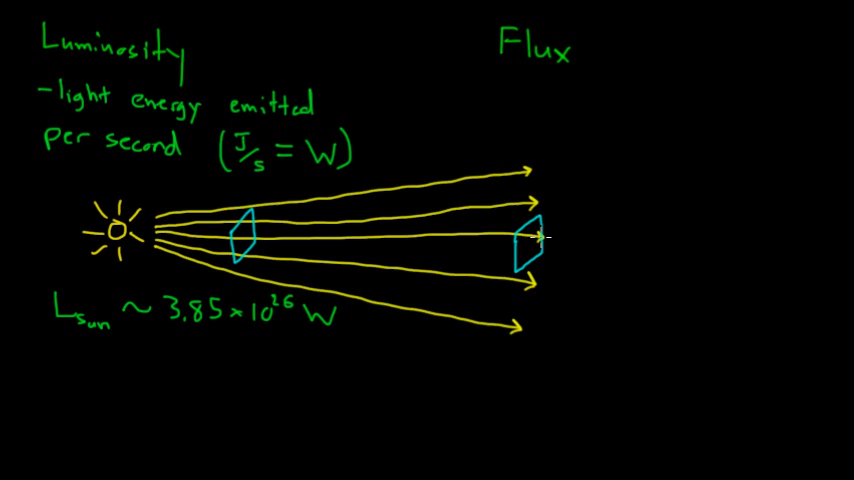 Luminosity
-light energy emitted
per second (J/s = W)
Flux
L_sun ~ 3.85 × 10^26 W